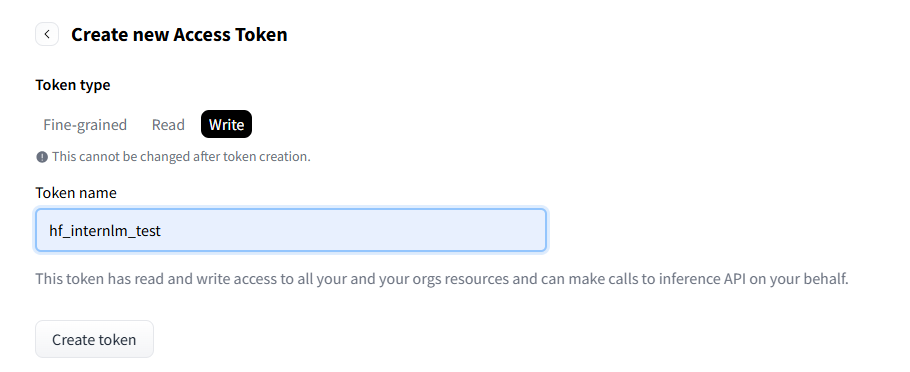 Create new Access Token
Token type
Fine-grained Read Write
This cannot be changed after token creation.
Token name
hf_internlm_test
This token has read and write access to all your and your orgs resources and can make calls to inference API on your behalf.
Create token